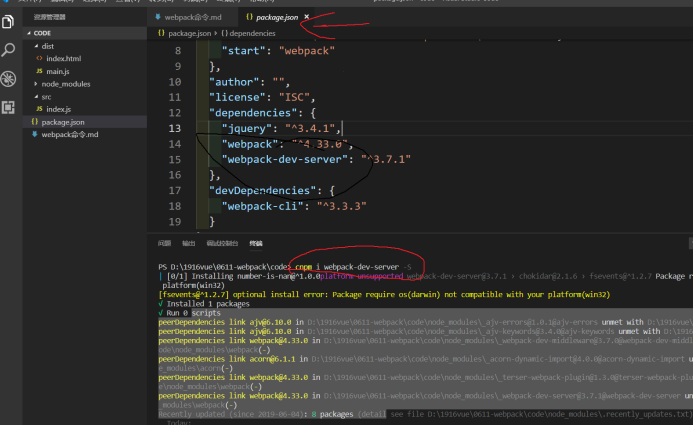 资源管理器
webpack命令.md
package.json ×
CODE
package.json › {} dependencies
dist
index.html
main.js
node_modules
src
index.js
package.json
webpack命令.md
8 "start": "webpack"
9 },
10 "author": "",
11 "license": "ISC",
12 "dependencies": {
13 "jquery": "^3.4.1",
14 "webpack": "^4.33.0",
15 "webpack-dev-server": "^3.7.1"
16 },
17 "devDependencies": {
18 "webpack-cli": "^3.3.3"
19 }
问题 输出 调试控制台 终端
PS D:\1916vue\0611-webpack\code> cnpm i webpack-dev-server -S
| [0/1] Installing number-is-nan@^1.0.0platform unsupported webpack-dev-server@3.7.1 › chokidar@2.1.6 › fsevents@^1.2.7 Package r
platform(win32)
[fsevents@^1.2.7] optional install error: Package require os(darwin) not compatible with your platform(win32)
√ Installed 1 packages
√ Run 0 scripts
peerDependencies link ajv@6.10.0 in D:\1916vue\0611-webpack\code\node_modules\_ajv-errors@1.0.1@ajv-errors unmet with D:\1916vue\
peerDependencies link ajv@6.10.0 in D:\1916vue\0611-webpack\code\node_modules\_ajv-keywords@3.4.0@ajv-keywords unmet with D:\1916
peerDependencies link webpack@4.33.0 in D:\1916vue\0611-webpack\code\node_modules\_webpack-dev-middleware@3.7.0@webpack-dev-middl
ode\node_modules\webpack(-)
peerDependencies link acorn@6.1.1 in D:\1916vue\0611-webpack\code\node_modules\_acorn-dynamic-import@4.0.0@acorn-dynamic-import u
e_modules\acorn(-)
peerDependencies link webpack@4.33.0 in D:\1916vue\0611-webpack\code\node_modules\_terser-webpack-plugin@1.3.0@terser-webpack-plu
e\node_modules\webpack(-)
peerDependencies link webpack@4.33.0 in D:\1916vue\0611-webpack\code\node_modules\_webpack-dev-server@3.7.1@webpack-dev-server un
_modules\webpack(-)
Recently updated (since 2019-06-04): 8 packages (detail see file D:\1916vue\0611-webpack\code\node_modules\.recently_updates.txt)
Today: